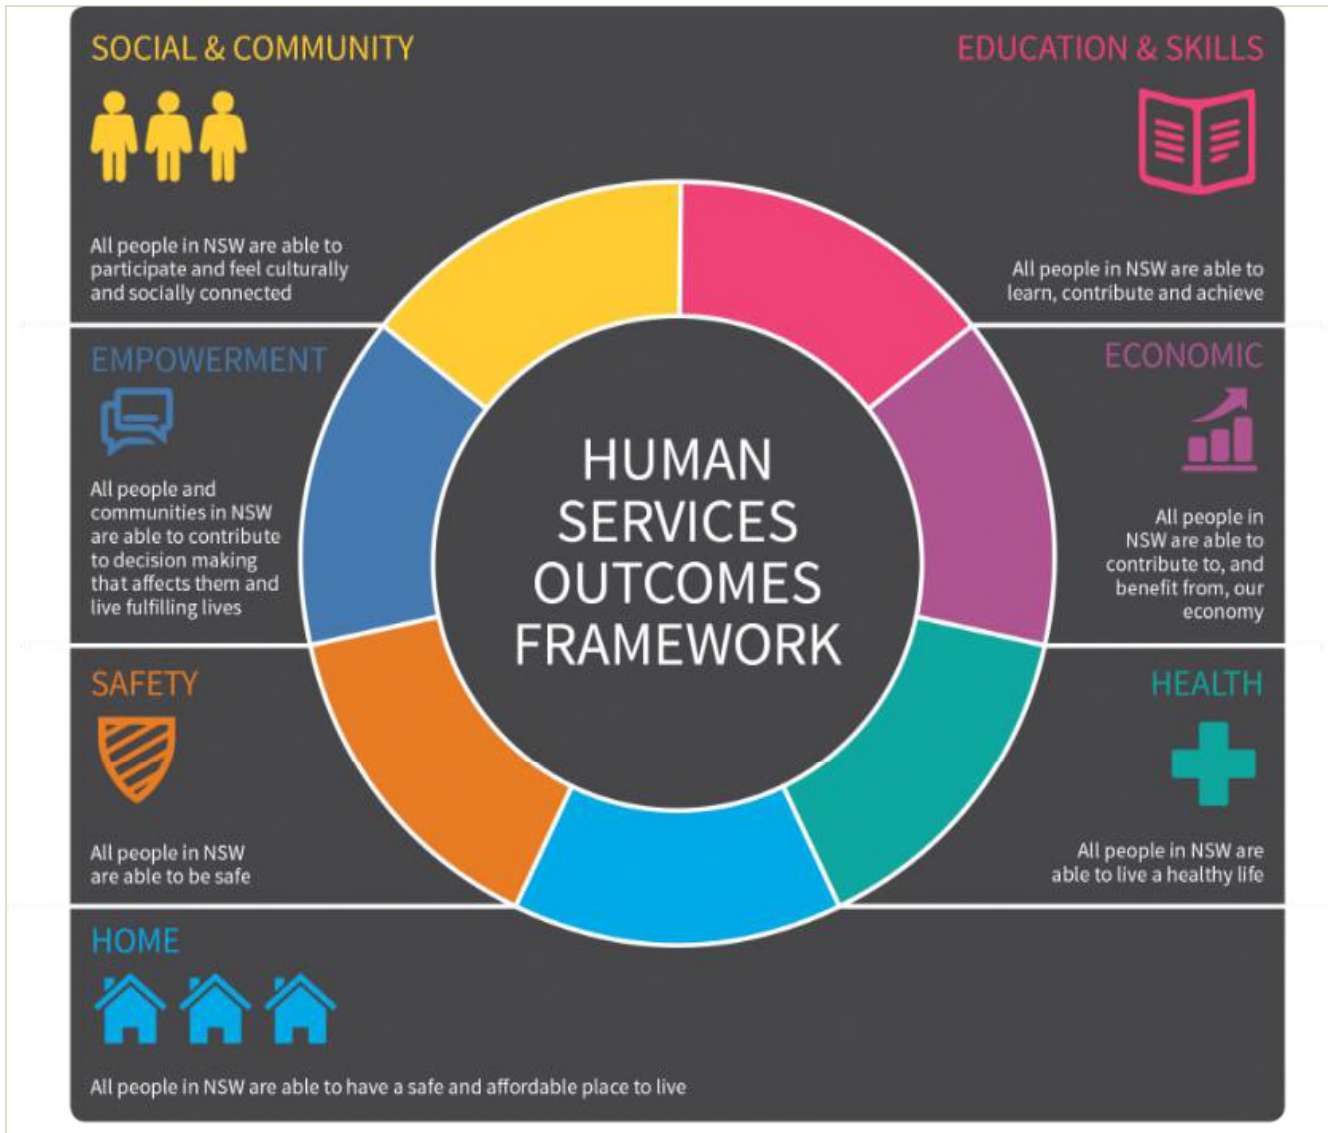 SOCIAL & COMMUNITY
All people in NSW are able to
participate and feel culturally
and socially connected
EDUCATION & SKILLS
All people in NSW are able to
learn, contribute and achieve
EMPOWERMENT
All people and
communities in NSW
are able to contribute
to decision making
that affects them and
live fulfilling lives
HUMAN
SERVICES
OUTCOMES
FRAMEWORK
ECONOMIC
All people in
NSW are able to
contribute to, and
benefit from, our
economy
SAFETY
All people in NSW
are able to be safe
HEALTH
All people in NSW are
able to live a healthy life
HOME
All people in NSW are able to have a safe and affordable place to live